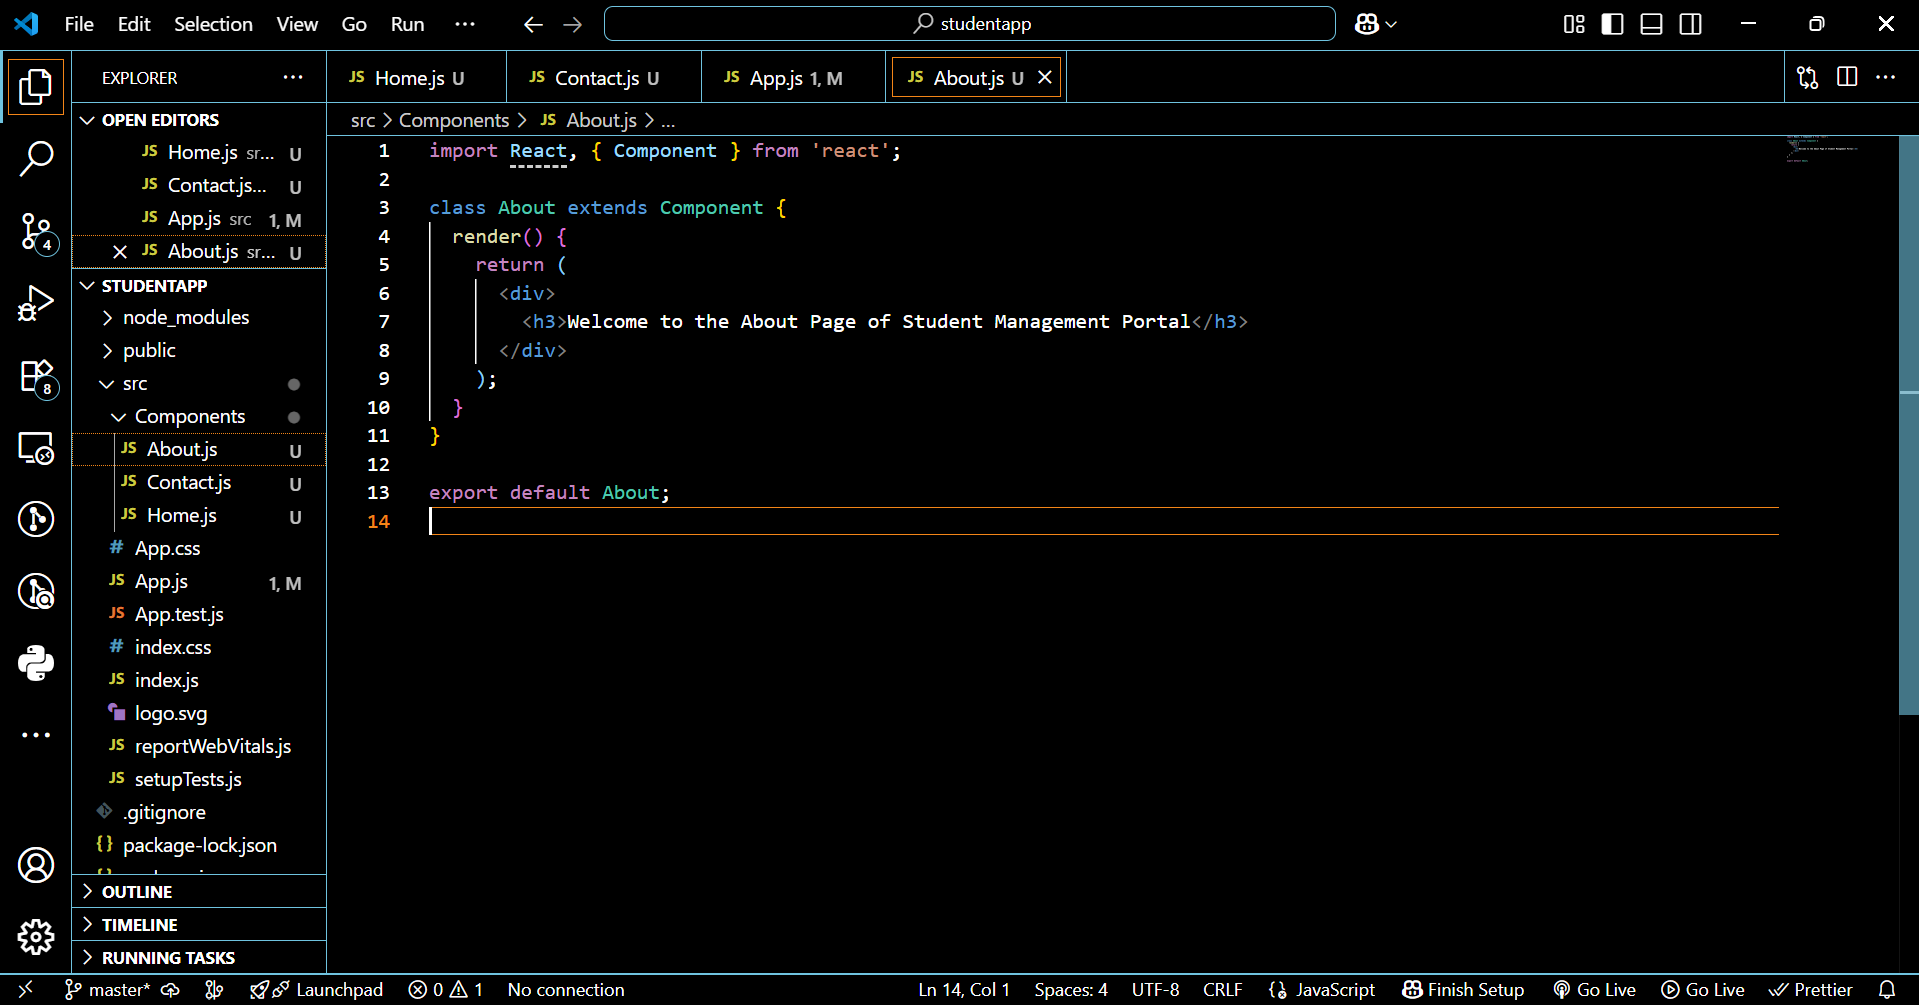 File Edit Selection View Go Run
studentapp
EXPLORER
JS Home.js U
JS Contact.js U
JS App.js 1, M
JS About.js U
src > Components > JS About.js > ...
OPEN EDITORS
JS Home.js sr... U
JS Contact.js... U
JS App.js src 1, M
JS About.js sr... U
STUDENTAPP
node_modules
public
src
Components
JS About.js U
JS Contact.js U
JS Home.js U
# App.css
JS App.js 1, M
JS App.test.js
# index.css
JS index.js
logo.svg
JS reportWebVitals.js
JS setupTests.js
.gitignore
{} package-lock.json
OUTLINE
TIMELINE
RUNNING TASKS
4
8
1 import React, { Component } from 'react';
2
3 class About extends Component {
4 render() {
5 return (
6 <div>
7 <h3>Welcome to the About Page of Student Management Portal</h3>
8 </div>
9 );
10 }
11 }
12
13 export default About;
14
master* Launchpad 0 1 No connection Ln 14, Col 1 Spaces: 4 UTF-8 CRLF {} JavaScript Finish Setup Go Live Go Live Prettier